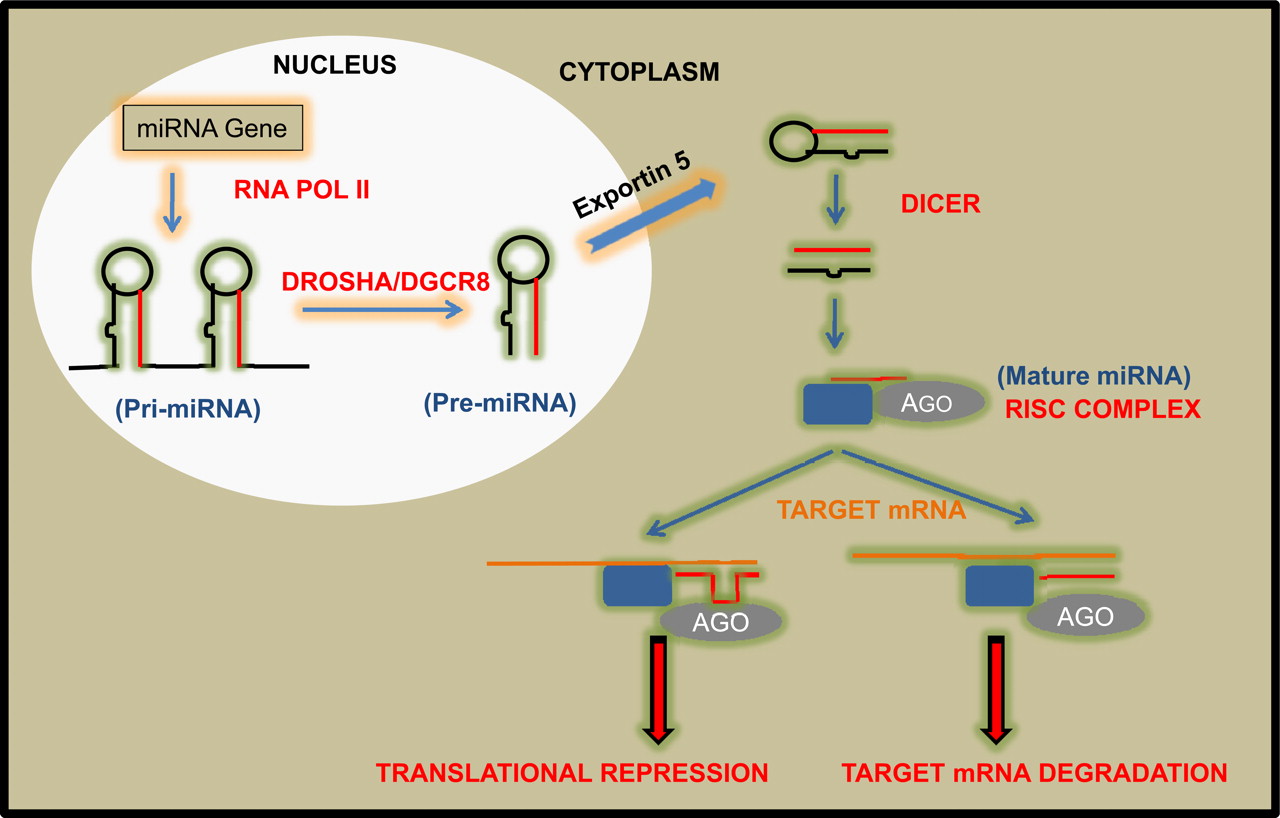 NUCLEUS
CYTOPLASM
miRNA Gene
RNA POL II
Exportin 5
DICER
DROSHA/DGCR8
(Pri-miRNA)
(Pre-miRNA)
(Mature miRNA)
AGO
RISC COMPLEX
TARGET mRNA
AGO
AGO
TRANSLATIONAL REPRESSION
TARGET mRNA DEGRADATION